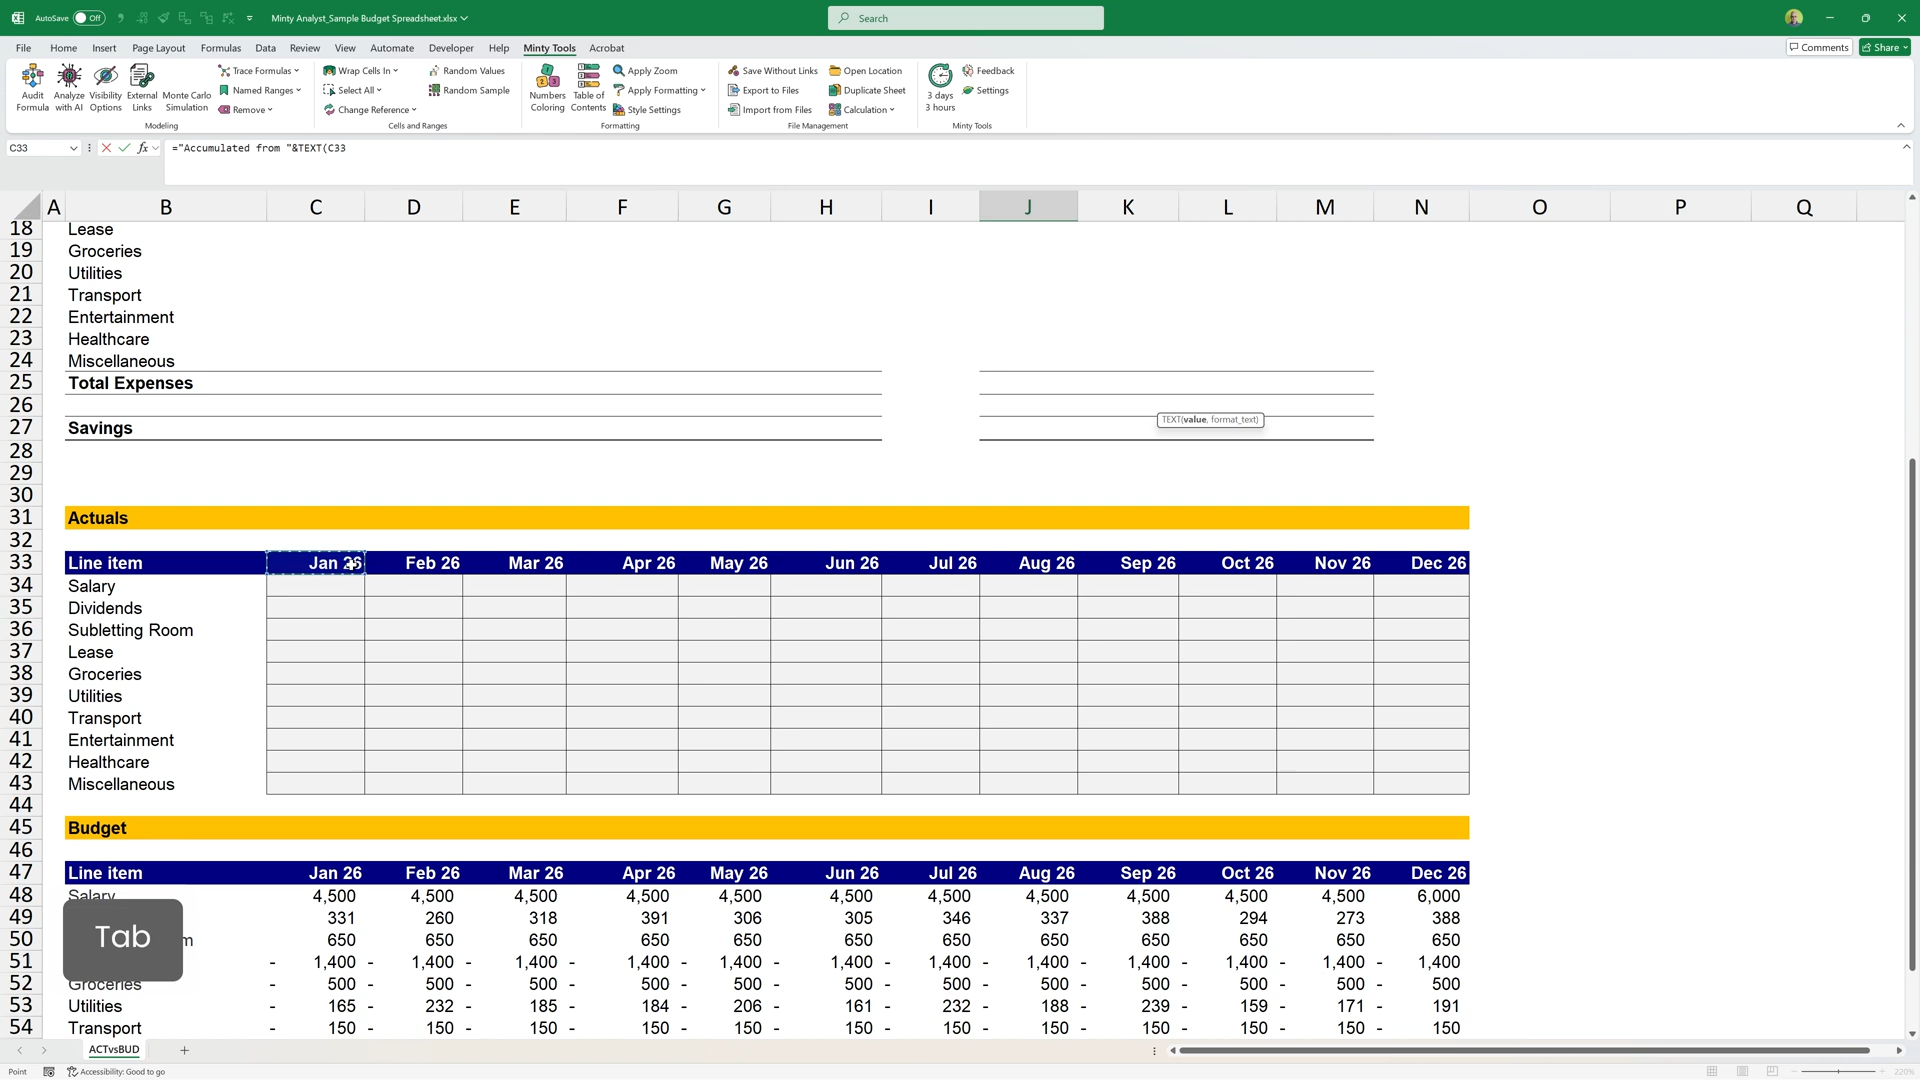 AutoSave Off Minty Analyst_Sample Budget Spreadsheet.xlsx Search
File Home Insert Page Layout Formulas Data Review View Automate Developer Help Minty Tools Acrobat Comments Share
Audit Formula Analyze with AI Visibility Options External Links Monte Carlo Simulation Trace Formulas Named Ranges Remove
Modeling
Wrap Cells In Select All Change Reference Random Values Random Sample
Cells and Ranges
Numbers Coloring Table of Contents Apply Zoom Apply Formatting Style Settings
Formatting
Save Without Links Export to Files Import from Files Open Location Duplicate Sheet Calculation
File Management
3 days 3 hours Feedback Settings
Minty Tools
C33 fx ="Accumulated from "&TEXT(C33
A B C D E F G H I J K L M N O P Q
18 Lease
19 Groceries
20 Utilities
21 Transport
22 Entertainment
23 Healthcare
24 Miscellaneous
25 Total Expenses
26
TEXT(value, format_text)
27 Savings
28
29
30
31 Actuals
32
33 Line item Jan 26 Feb 26 Mar 26 Apr 26 May 26 Jun 26 Jul 26 Aug 26 Sep 26 Oct 26 Nov 26 Dec 26
34 Salary
35 Dividends
36 Subletting Room
37 Lease
38 Groceries
39 Utilities
40 Transport
41 Entertainment
42 Healthcare
43 Miscellaneous
44
45 Budget
46
47 Line item Jan 26 Feb 26 Mar 26 Apr 26 May 26 Jun 26 Jul 26 Aug 26 Sep 26 Oct 26 Nov 26 Dec 26
48 Salary 4,500 4,500 4,500 4,500 4,500 4,500 4,500 4,500 4,500 4,500 4,500 6,000
49 331 260 318 391 306 305 346 337 388 294 273 388
50 m 650 650 650 650 650 650 650 650 650 650 650 650
51 - 1,400 - 1,400 - 1,400 - 1,400 - 1,400 - 1,400 - 1,400 - 1,400 - 1,400 - 1,400 - 1,400 - 1,400
52 Groceries - 500 - 500 - 500 - 500 - 500 - 500 - 500 - 500 - 500 - 500 - 500 - 500
53 Utilities - 165 - 232 - 185 - 184 - 206 - 161 - 232 - 188 - 239 - 159 - 171 - 191
54 Transport - 150 - 150 - 150 - 150 - 150 - 150 - 150 - 150 - 150 - 150 - 150 - 150
Tab
ACTvsBUD
Point Accessibility: Good to go 220%